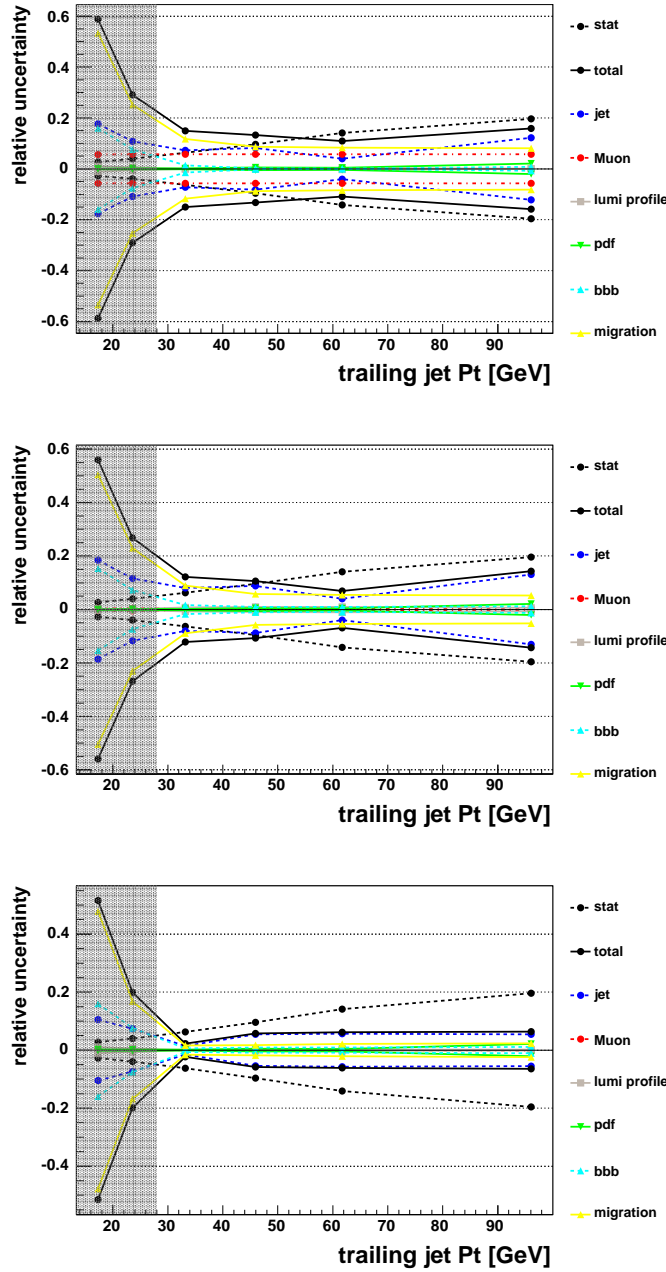 relative uncertainty
0.6
0.4
0.2
0
-0.2
-0.4
-0.6
20 30 40 50 60 70 80 90
trailing jet Pt [GeV]
stat
total
jet
Muon
lumi profile
pdf
bbb
migration
relative uncertainty
0.6
0.4
0.2
0
-0.2
-0.4
-0.6
20 30 40 50 60 70 80 90
trailing jet Pt [GeV]
stat
total
jet
Muon
lumi profile
pdf
bbb
migration
relative uncertainty
0.4
0.2
0
-0.2
-0.4
20 30 40 50 60 70 80 90
trailing jet Pt [GeV]
stat
total
jet
Muon
lumi profile
pdf
bbb
migration